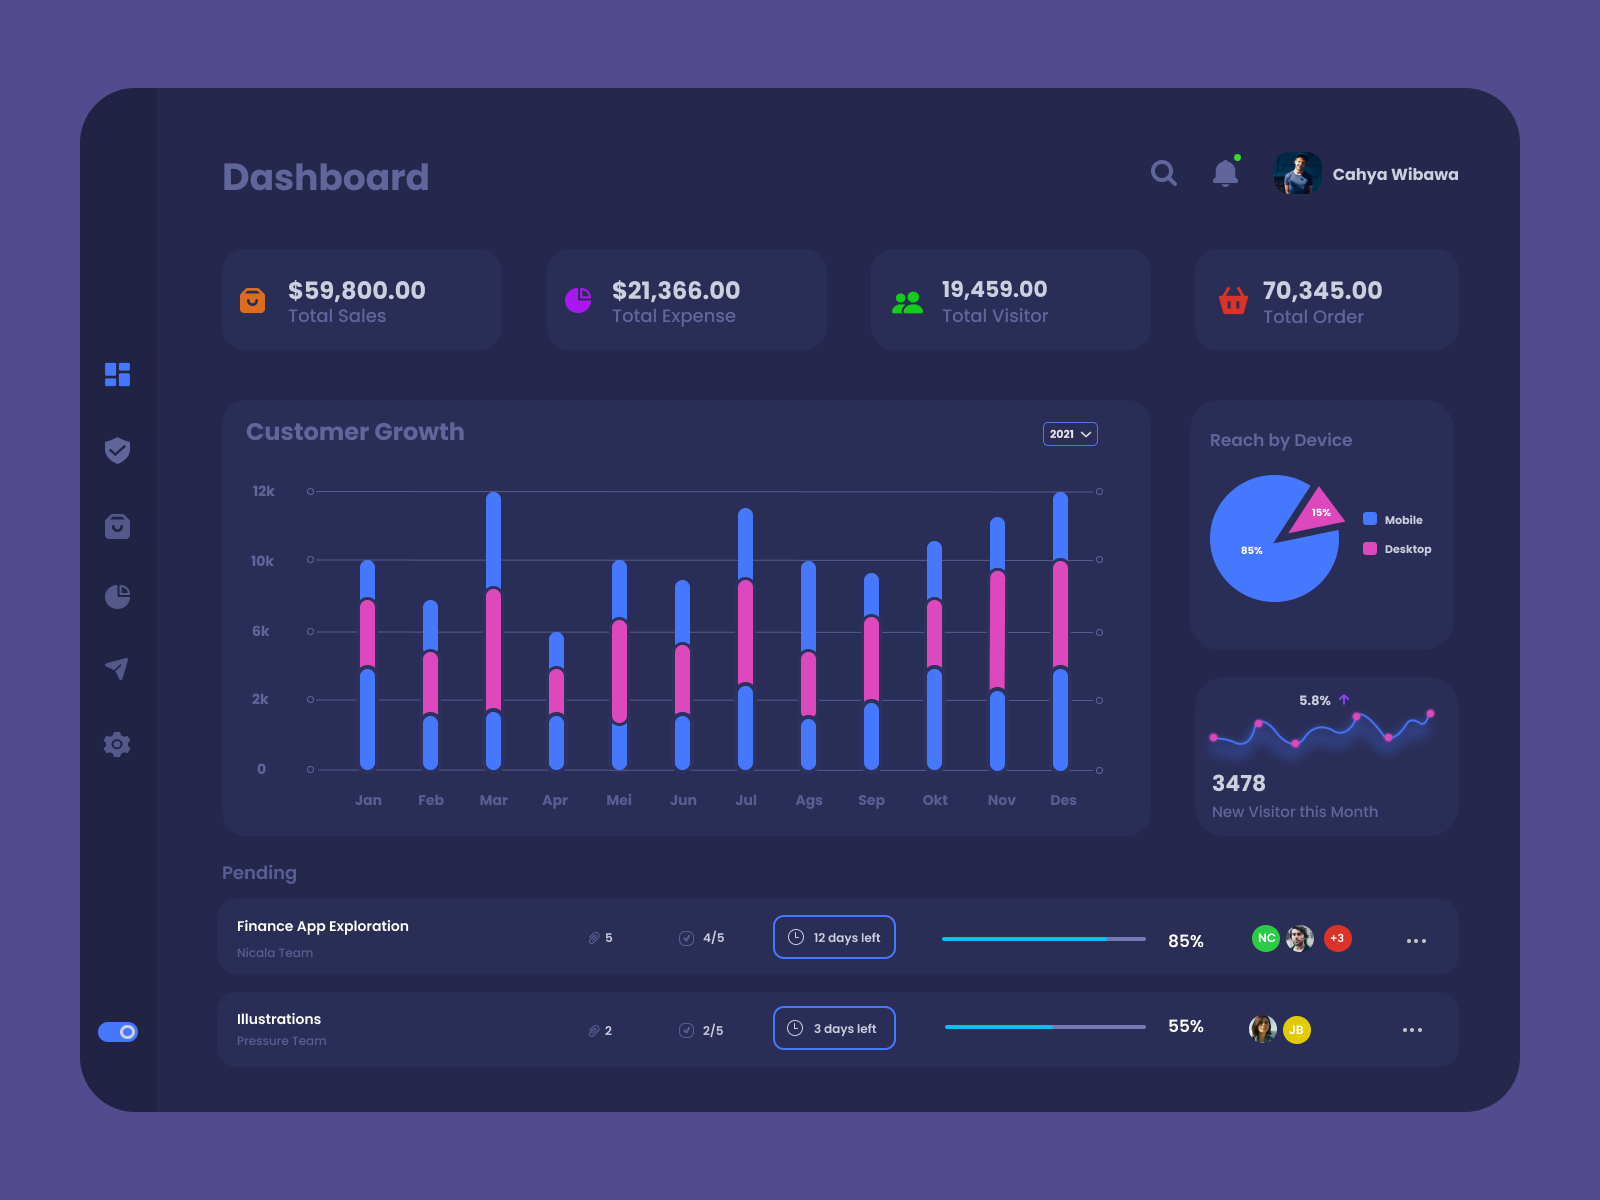 Dashboard
Cahya Wibawa
$59,800.00
Total Sales
$21,366.00
Total Expense
19,459.00
Total Visitor
70,345.00
Total Order
Customer Growth
2021
12k
10k
6k
2k
0
Jan Feb Mar Apr Mei Jun Jul Ags Sep Okt Nov Des
Reach by Device
15%
85%
Mobile
Desktop
5.8%
3478
New Visitor this Month
Pending
Finance App Exploration
Nicala Team
5
4/5
12 days left
85%
NC
+3
Illustrations
Pressure Team
2
2/5
3 days left
55%
JB